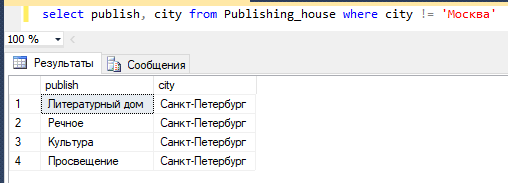 select publish, city from Publishing_house where city != 'Москва'
100 %
Результаты Сообщения
publish city
1 Литературный дом Санкт-Петербург
2 Речное Санкт-Петербург
3 Культура Санкт-Петербург
4 Просвещение Санкт-Петербург